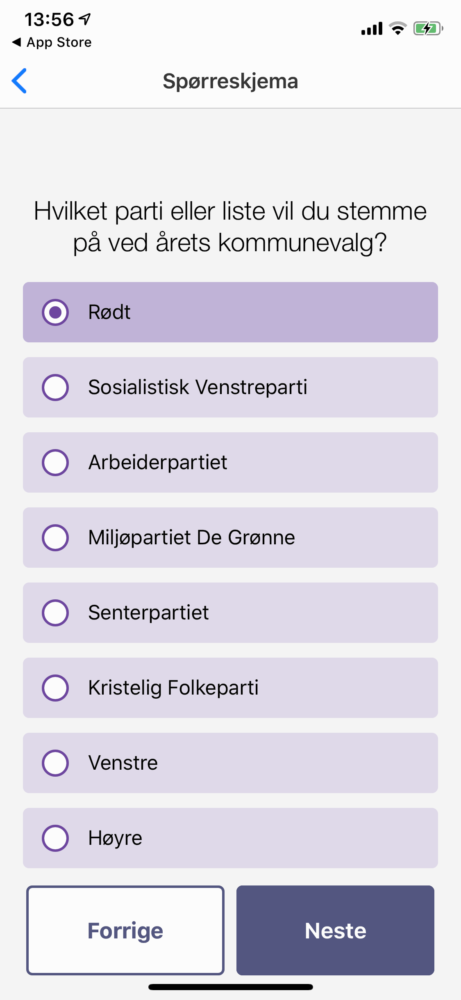 13:56
◀ App Store
Spørreskjema
Hvilket parti eller liste vil du stemme
på ved årets kommunevalg?
Rødt
Sosialistisk Venstreparti
Arbeiderpartiet
Miljøpartiet De Grønne
Senterpartiet
Kristelig Folkeparti
Venstre
Høyre
Forrige
Neste